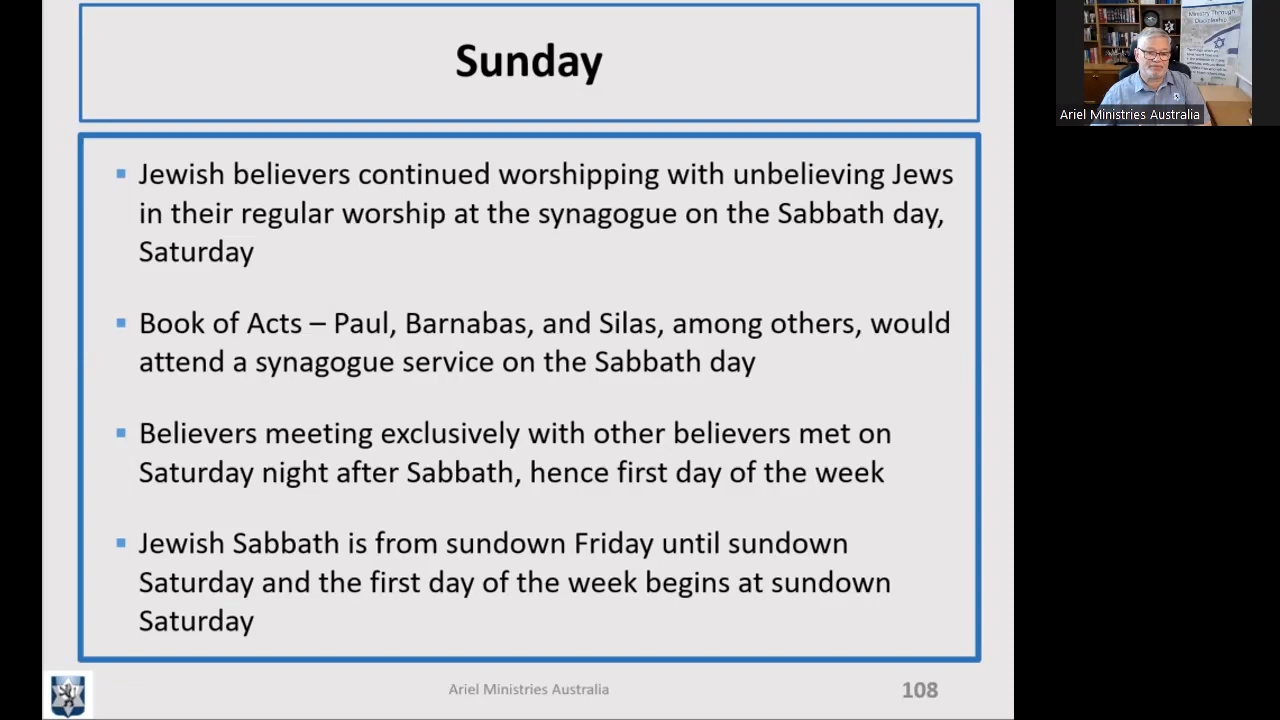 Sunday
Jewish believers continued worshipping with unbelieving Jews
in their regular worship at the synagogue on the Sabbath day,
Saturday
Book of Acts – Paul, Barnabas, and Silas, among others, would
attend a synagogue service on the Sabbath day
Believers meeting exclusively with other believers met on
Saturday night after Sabbath, hence first day of the week
Jewish Sabbath is from sundown Friday until sundown
Saturday and the first day of the week begins at sundown
Saturday
Ariel Ministries Australia
108
Ministry Through
Discipleship
Ariel Ministries Australia